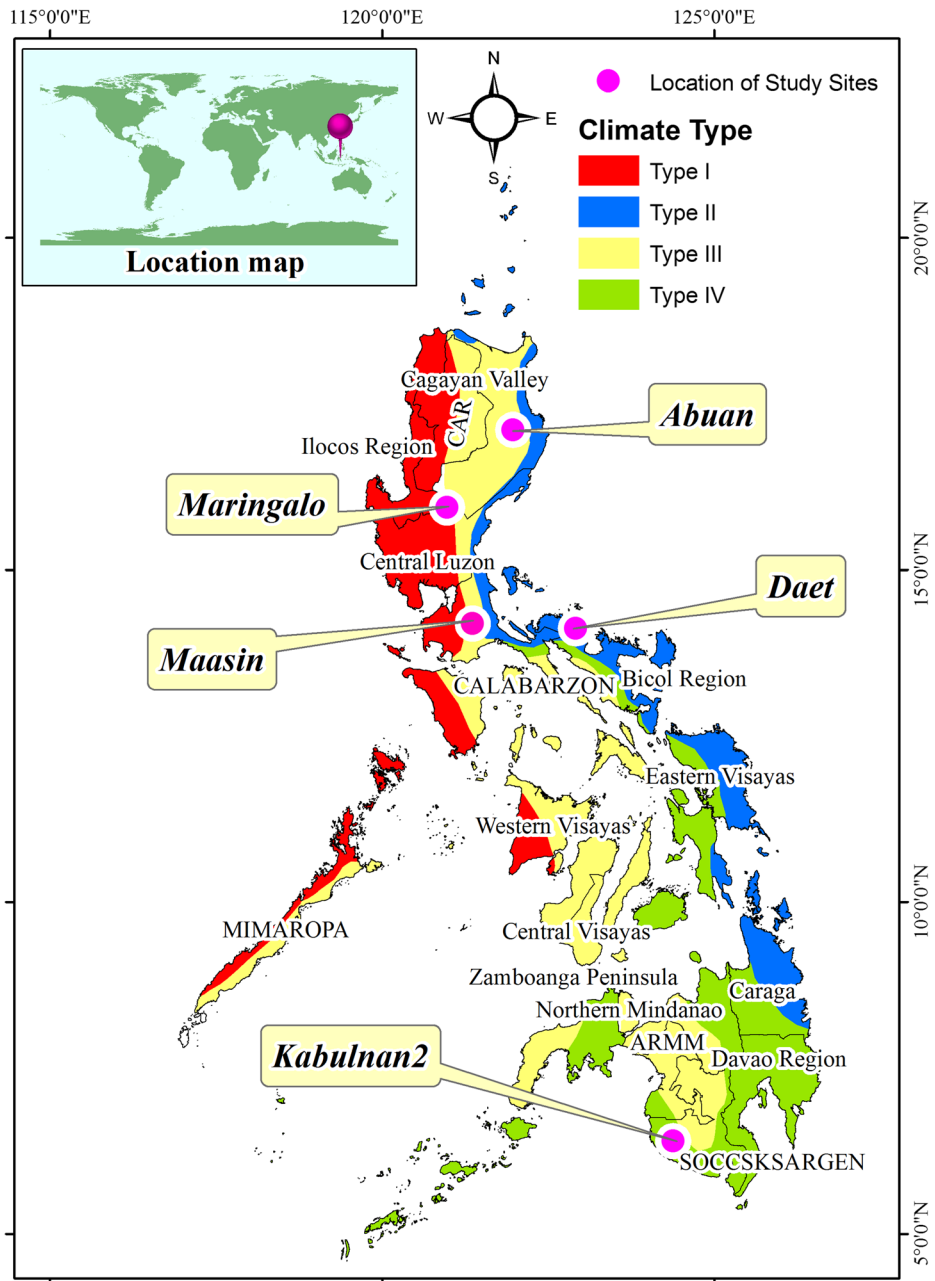 115°0'0"E
120°0'0"E
125°0'0"E
Location map
N
W
E
S
Location of Study Sites
Climate Type
Type I
Type II
Type III
Type IV
20°0'0"N
Cagayan Valley
CAR
Abuan
Ilocos Region
Maringalo
Central Luzon
15°0'0"N
Daet
Maasin
CALABARZON
Bicol Region
Eastern Visayas
Western Visayas
MIMAROPA
Central Visayas
10°0'0"N
Zamboanga Peninsula
Caraga
Northern Mindanao
ARMM
Davao Region
Kabulnan2
SOCCSKSARGEN
5°0'0"N